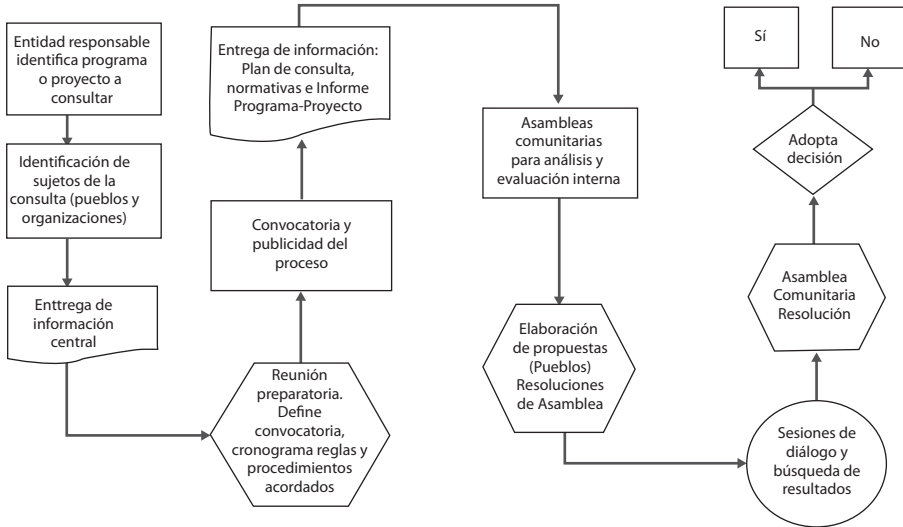 Entidad responsable
identifica programa
o proyecto a
consultar
Identificación de
sujetos de la
consulta (pueblos y
organizaciones)
Enttrega de
información
central
Reunión
preparatoria.
Define
convocatoria,
cronograma reglas y
procedimientos
acordados
Convocatoria y
publicidad del
proceso
Entrega de información:
Plan de consulta,
normativas e Informe
Programa-Proyecto
Asambleas
comunitarias
para análisis y
evaluación interna
Elaboración
de propuestas
(Pueblos)
Resoluciones
de Asamblea
Sesiones de
diálogo y
búsqueda de
resultados
Asamblea
Comunitaria
Resolución
Adopta
decisión
Sí
No